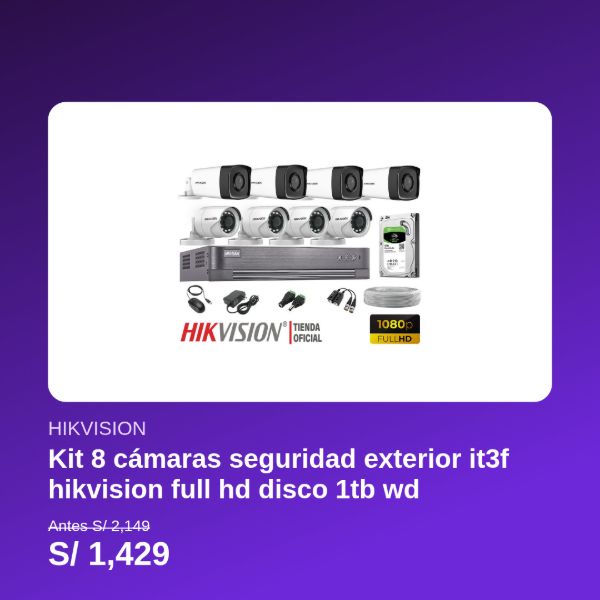 HIKVISION
HIKVISION® TIENDA
OFICIAL
1080p
FULLHD
HIKVISION
Kit 8 cámaras seguridad exterior it3f
hikvision full hd disco 1tb wd
Antes S/ 2,149
S/ 1,429